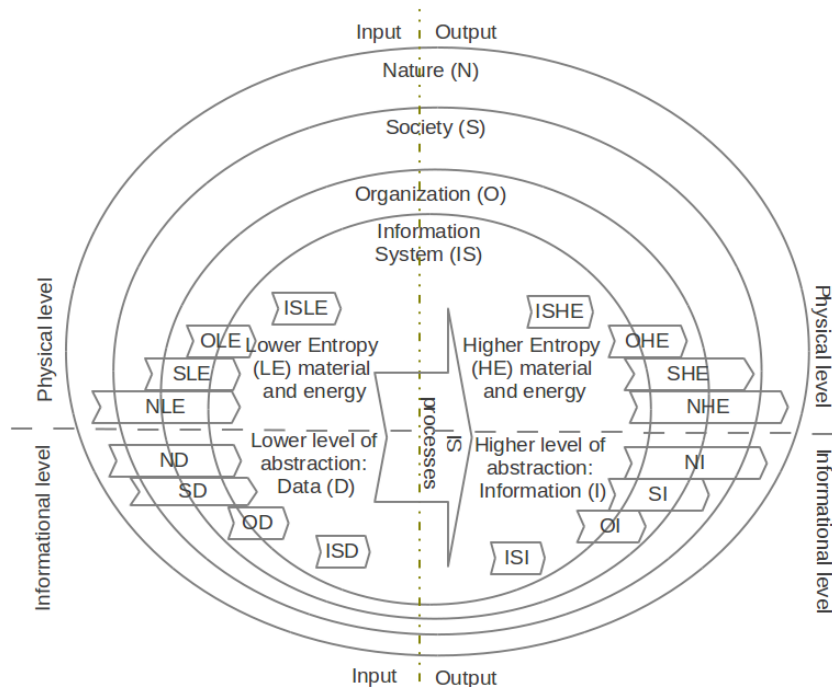 Input
Output
Nature (N)
Society (S)
Organization (O)
Information
System (IS)
ISLE
ISHE
OLE
OHE
Lower Entropy
(LE) material
and energy
Higher Entropy
(HE) material
and energy
SLE
SHE
NLE
NHE
Physical level
Physical level
IS
processes
Lower level of
abstraction:
Data (D)
Higher level of
abstraction:
Information (I)
ND
NI
SD
SI
OD
OI
ISD
ISI
Informational level
Informational level
Input
Output